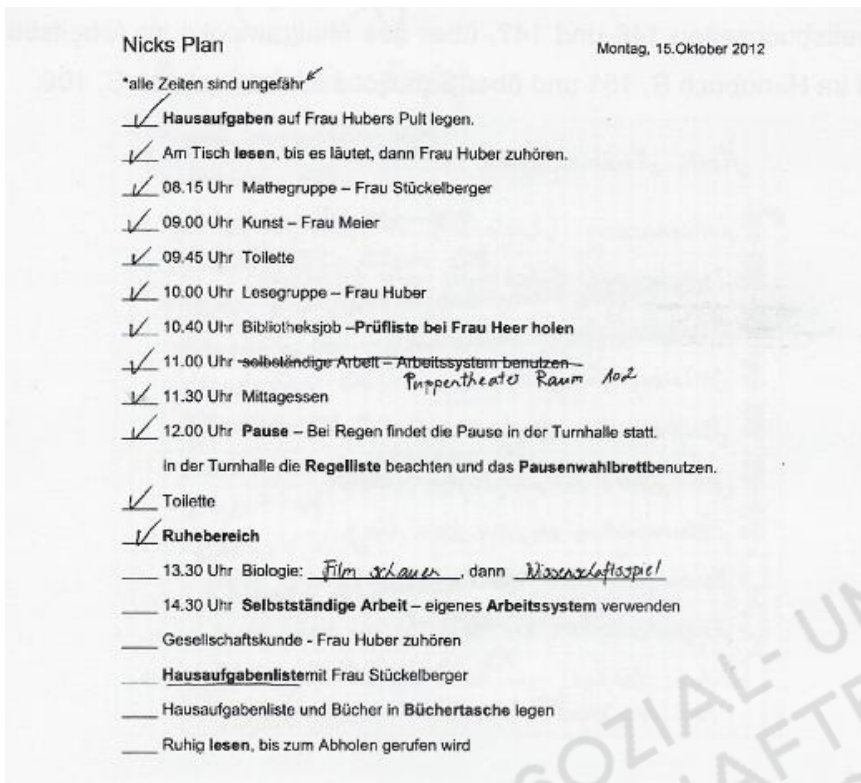 Nicks Plan
Montag, 15.Oktober 2012
*alle Zeiten sind ungefähr
Hausaufgaben auf Frau Hubers Pult legen.
Am Tisch lesen, bis es läutet, dann Frau Huber zuhören.
08.15 Uhr Mathegruppe – Frau Stückelberger
09.00 Uhr Kunst – Frau Meier
09.45 Uhr Toilette
10.00 Uhr Lesegruppe – Frau Huber
10.40 Uhr Bibliotheksjob –Prüfliste bei Frau Heer holen
11.00 Uhr selbständige Arbeit – Arbeitssystem benutzen
Puppentheater Raum 102
11.30 Uhr Mittagessen
12.00 Uhr Pause – Bei Regen findet die Pause in der Turnhalle statt.
In der Turnhalle die Regelliste beachten und das Pausenwahlbrettbenutzen.
Toilette
Ruhebereich
13.30 Uhr Biologie: Film schauen , dann Wissenschaftsspiel
14.30 Uhr Selbstständige Arbeit – eigenes Arbeitssystem verwenden
Gesellschaftskunde - Frau Huber zuhören
Hausaufgabenlistemit Frau Stückelberger
Hausaufgabenliste und Bücher in Büchertasche legen
Ruhig lesen, bis zum Abholen gerufen wird
SOZIAL- UN